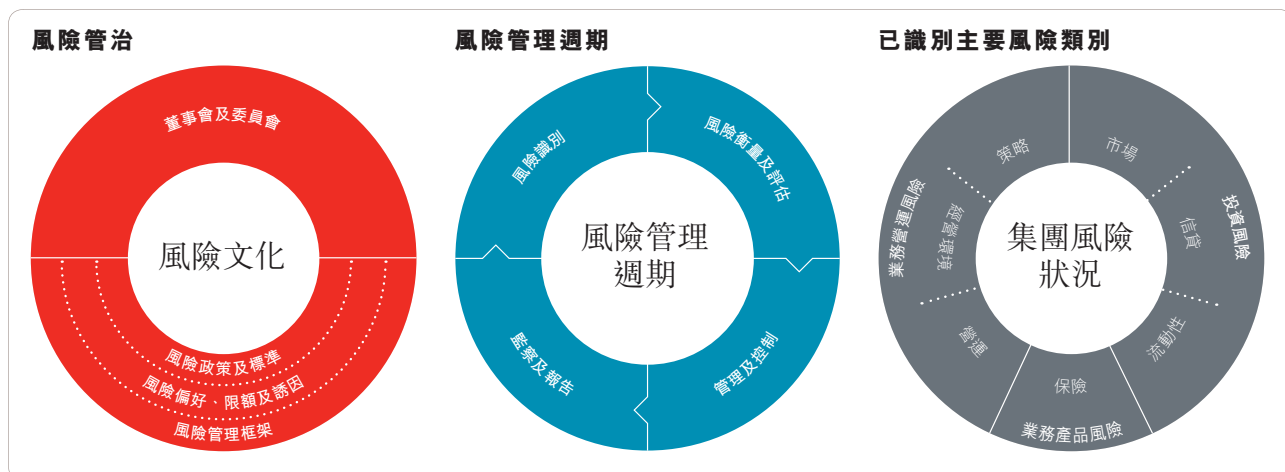 風險管治
董事會及委員會
風險文化
風險政策及標準
風險偏好、限額及誘因
風險管理框架
風險管理週期
風險識別
風險衡量及評估
風險管理
週期
監察及報告
管理及控制
已識別主要風險類別
策略
市場
業務營運風險
經營環境
信貸
投資風險
集團風險
狀況
營運
流動性
保險
業務產品風險